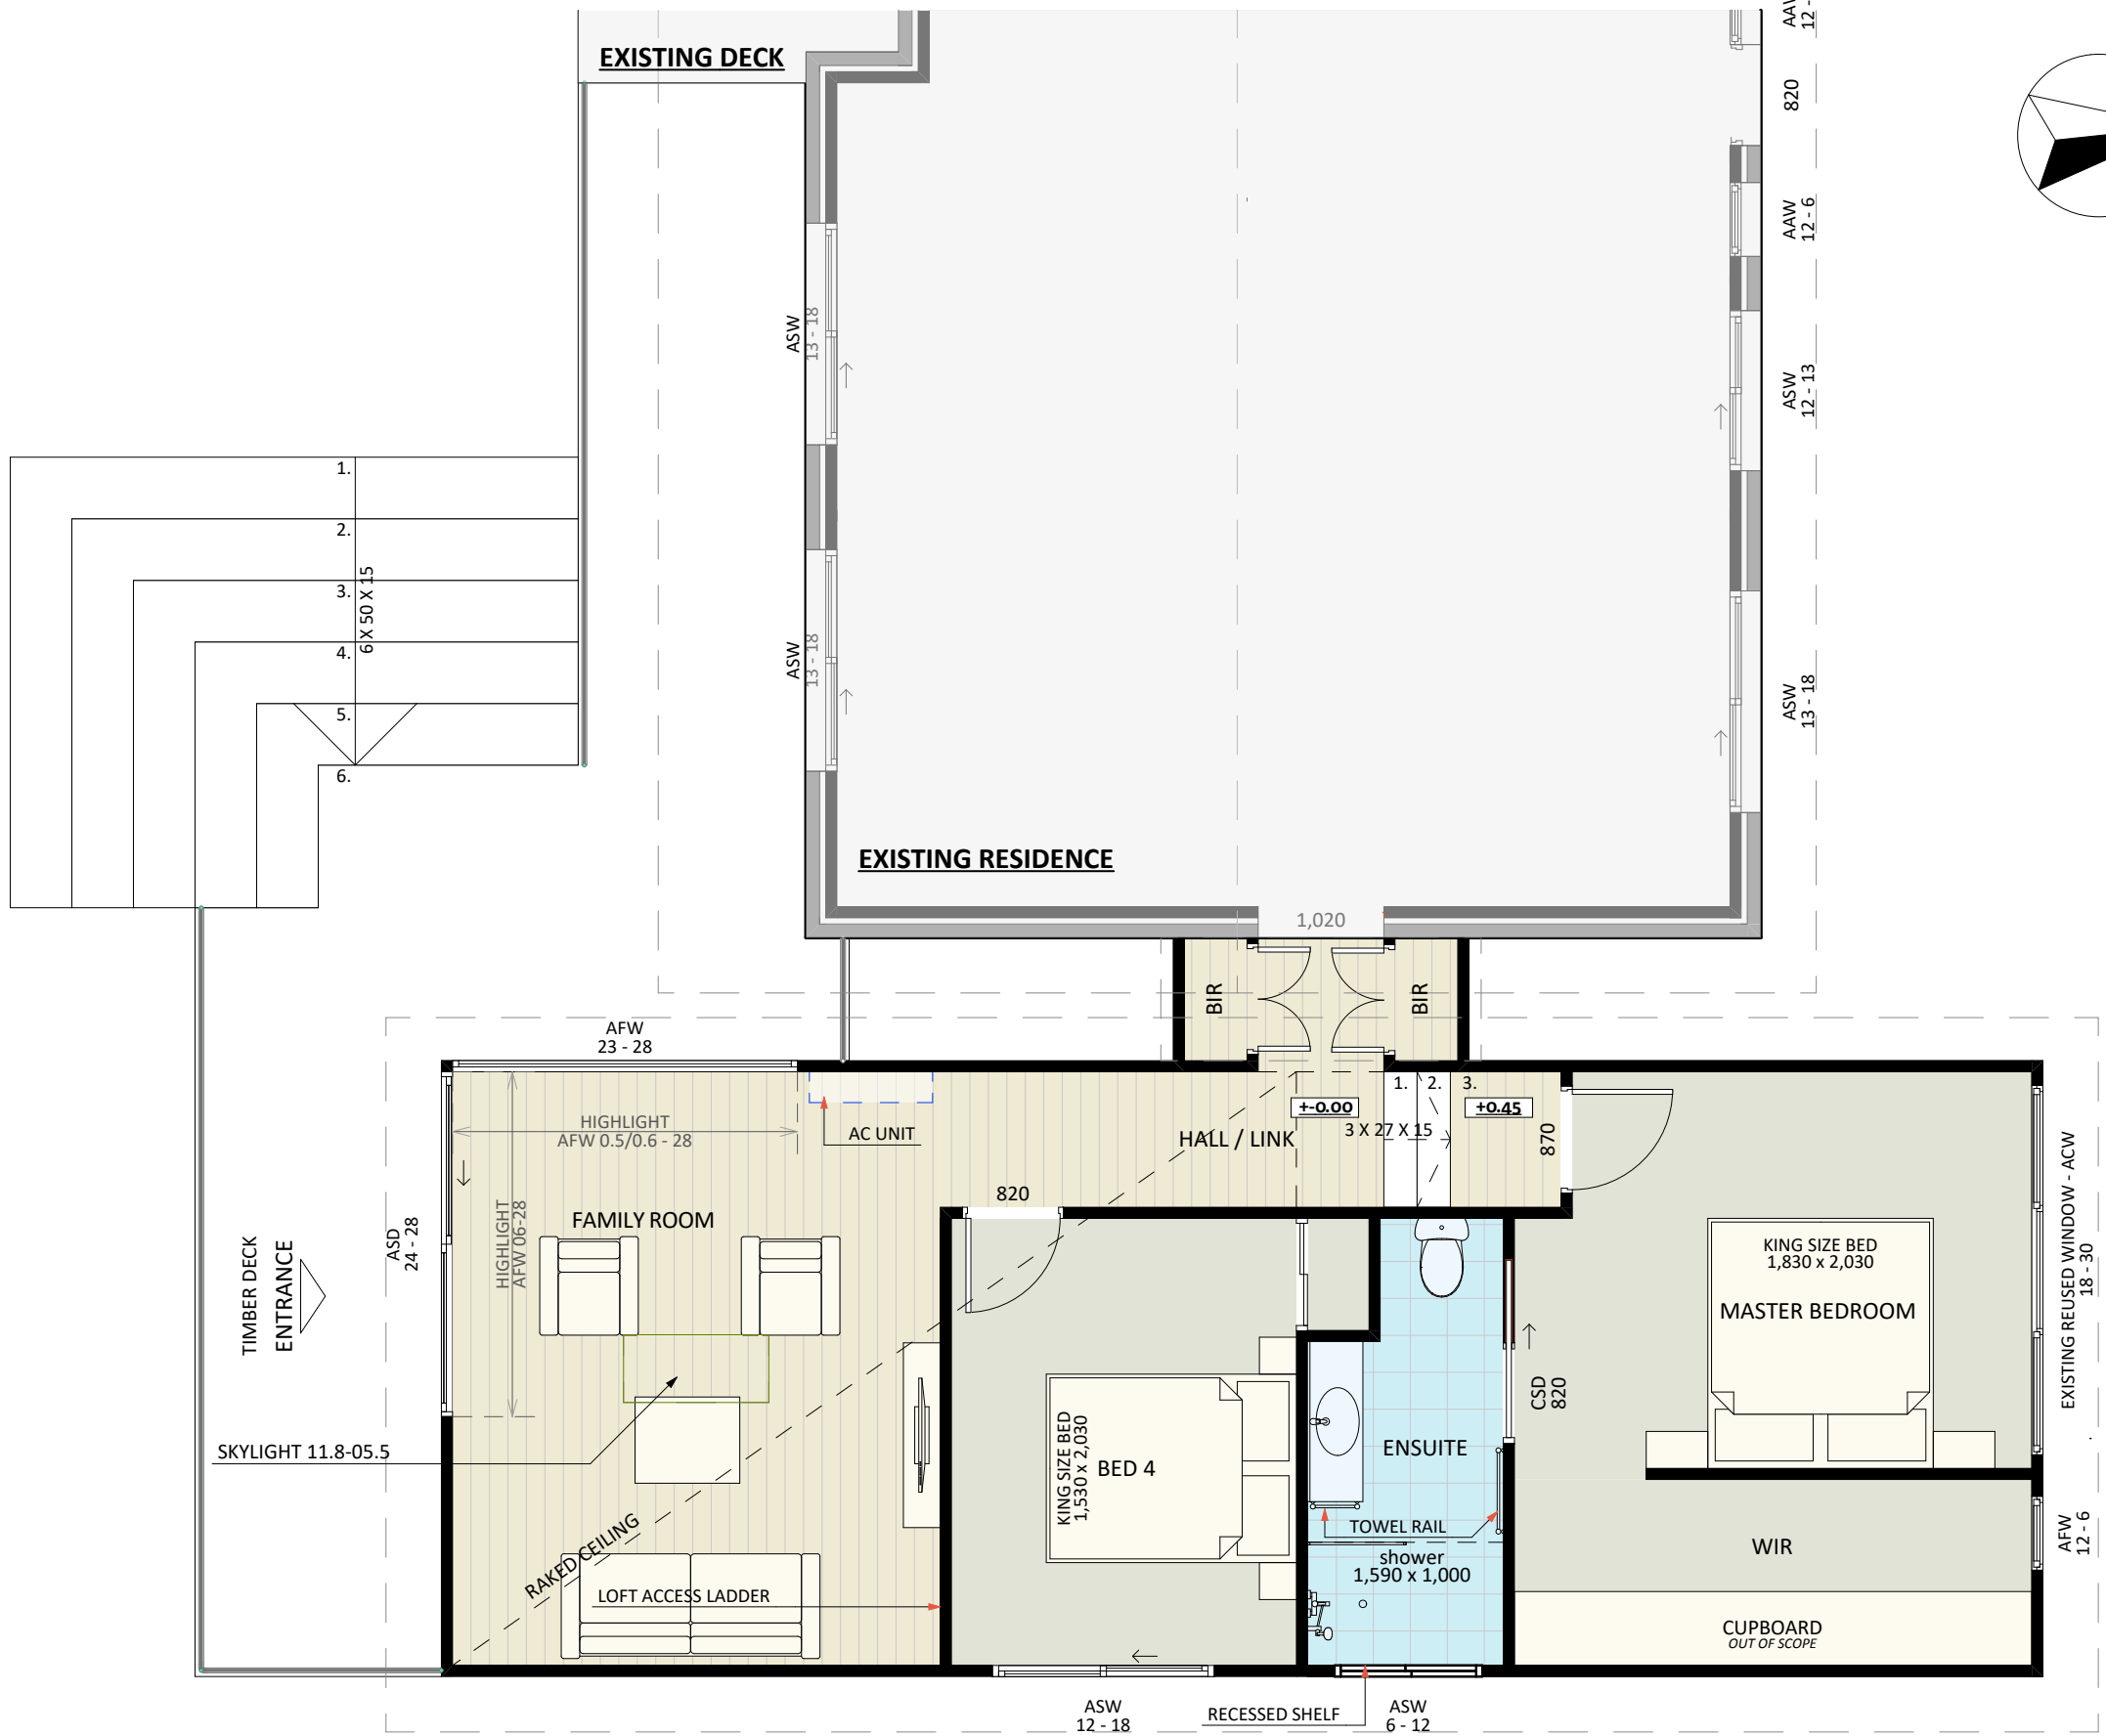 EXISTING DECK
AAW
12 -
820
AAW
12 - 6
ASW
13 - 18
ASW
12 - 13
1.
2.
3.
4.
5.
6.
6 X 50 X 15
ASW
13 - 18
ASW
13 - 18
EXISTING RESIDENCE
1,020
BIR
BIR
AFW
23 - 28
HIGHLIGHT
AFW 0.5/0.6 - 28
AC UNIT
HALL / LINK
+-0.00
1.
2.
3.
+0.45
3 X 27 X 15
870
820
FAMILY ROOM
HIGHLIGHT
AFW 06-28
ASD
24 - 28
TIMBER DECK
ENTRANCE
SKYLIGHT 11.8-05.5
RAKED CEILING
LOFT ACCESS LADDER
KING SIZE BED
1,530 x 2,030
BED 4
ENSUITE
CSD
820
TOWEL RAIL
shower
1,590 x 1,000
KING SIZE BED
1,830 x 2,030
MASTER BEDROOM
EXISTING REUSED WINDOW - ACW
18 - 30
WIR
AFW
12 - 6
CUPBOARD
OUT OF SCOPE
ASW
12 - 18
RECESSED SHELF
ASW
6 - 12